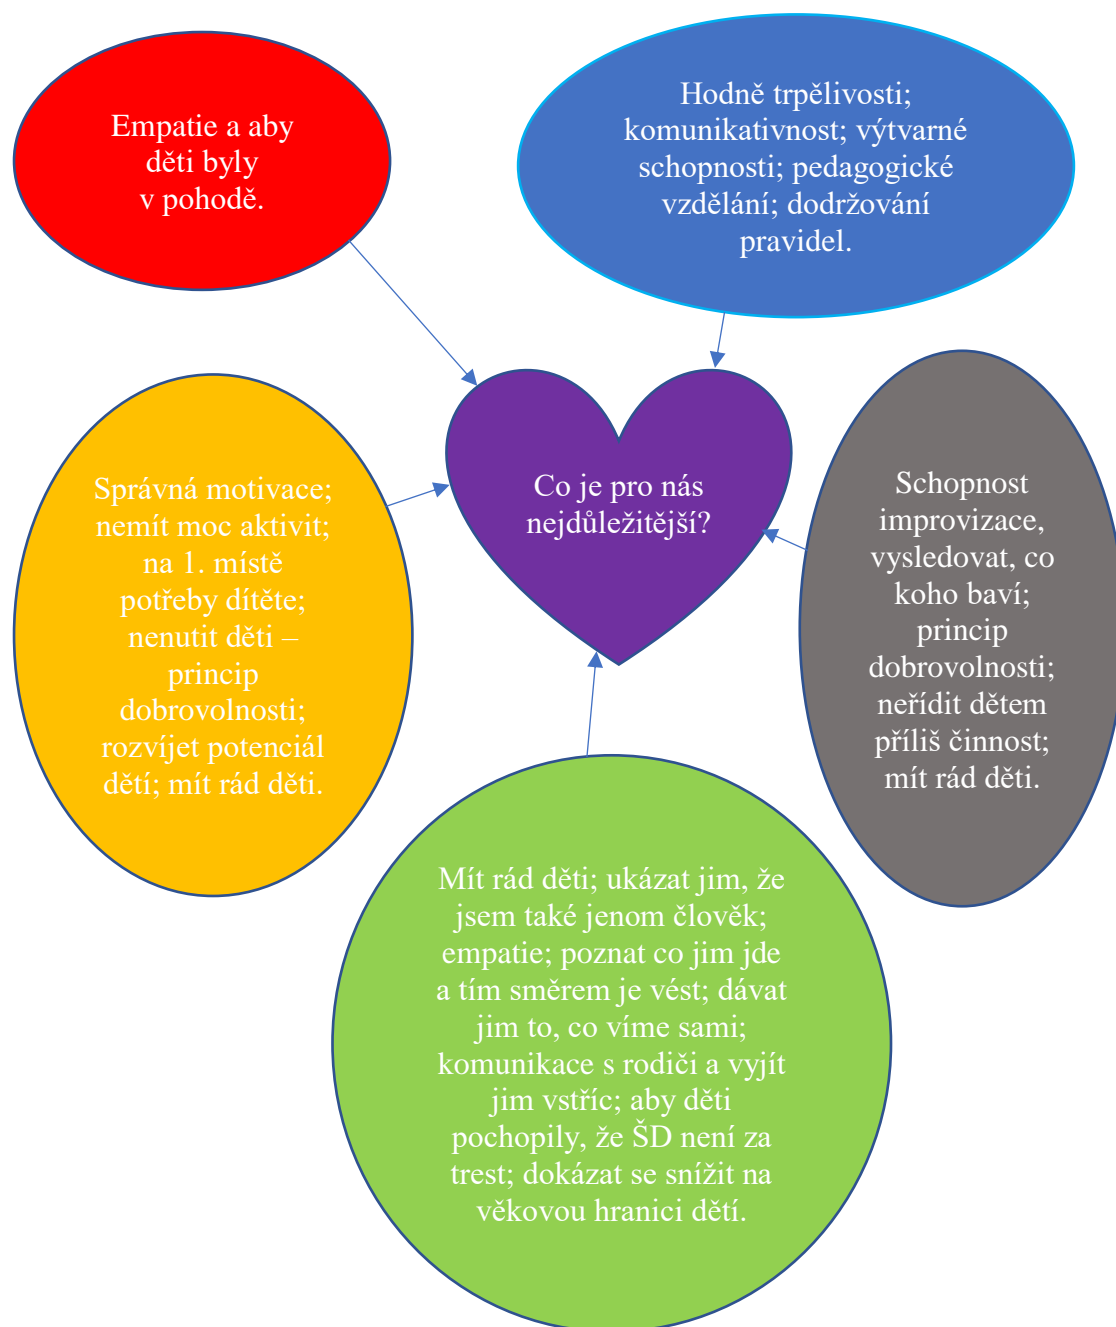 Empatie a aby
děti byly
v pohodě.
Hodně trpělivosti;
komunikativnost; výtvarné
schopnosti; pedagogické
vzdělání; dodržování
pravidel.
Co je pro nás
nejdůležitější?
Správná motivace;
nemít moc aktivit;
na 1. místě
potřeby dítěte;
nenutit děti –
princip
dobrovolnosti;
rozvíjet potenciál
dětí; mít rád děti.
Schopnost
improvizace,
vysledovat, co
koho baví;
princip
dobrovolnosti;
neřídit dětem
příliš činnost;
mít rád děti.
Mít rád děti; ukázat jim, že
jsem také jenom člověk;
empatie; poznat co jim jde
a tím směrem je vést; dávat
jim to, co víme sami;
komunikace s rodiči a vyjít
jim vstříc; aby děti
pochopily, že ŠD není za
trest; dokázat se snížit na
věkovou hranici dětí.